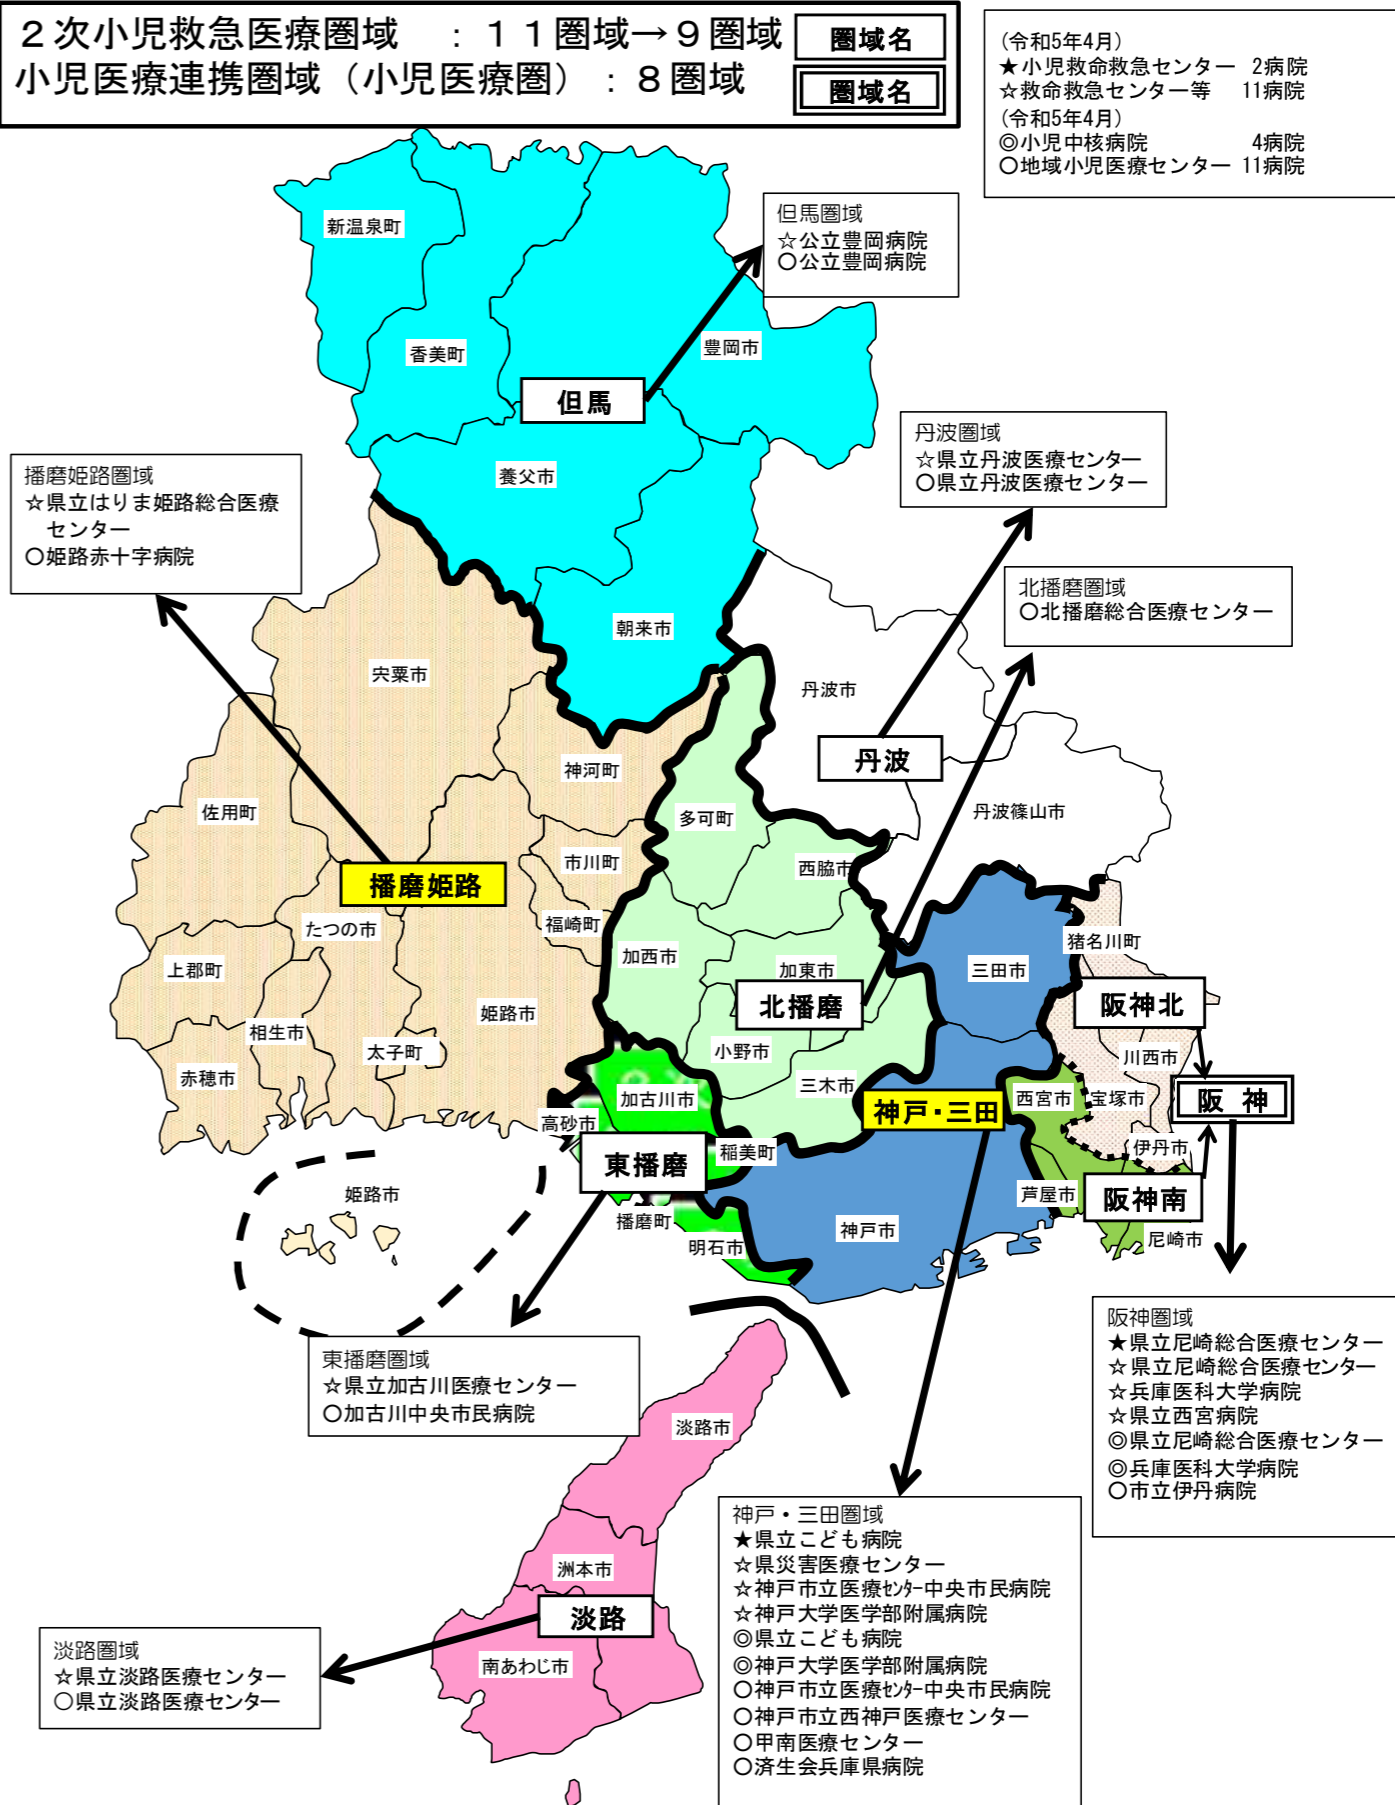 ２次小児救急医療圏域　：１１圏域→９圏域
圏域名
小児医療連携圏域（小児医療圏）：８圏域
圏域名
(令和5年4月)
★小児救命救急センター 2病院
☆救命救急センター等 11病院
(令和5年4月)
◎小児中核病院 4病院
○地域小児医療センター 11病院
但馬圏域
☆公立豊岡病院
○公立豊岡病院
新温泉町
香美町
豊岡市
但馬
養父市
朝来市
丹波圏域
☆県立丹波医療センター
○県立丹波医療センター
播磨姫路圏域
☆県立はりま姫路総合医療
センター
○姫路赤十字病院
北播磨圏域
○北播磨総合医療センター
宍粟市
丹波市
丹波
神河町
佐用町
多可町
丹波篠山市
市川町
西脇市
播磨姫路
福崎町
たつの市
加西市
加東市
三田市
猪名川町
上郡町
北播磨
阪神北
相生市
姫路市
太子町
小野市
川西市
赤穂市
三木市
加古川市
神戸・三田
西宮市
宝塚市
阪 神
高砂市
稲美町
伊丹市
東播磨
芦屋市
阪神南
姫路市
播磨町
明石市
神戸市
尼崎市
東播磨圏域
☆県立加古川医療センター
○加古川中央市民病院
阪神圏域
★県立尼崎総合医療センター
☆県立尼崎総合医療センター
☆兵庫医科大学病院
☆県立西宮病院
◎県立尼崎総合医療センター
◎兵庫医科大学病院
○市立伊丹病院
淡路市
洲本市
淡路
南あわじ市
神戸・三田圏域
★県立こども病院
☆県災害医療センター
☆神戸市立医療ｾﾝﾀｰ中央市民病院
☆神戸大学医学部附属病院
◎県立こども病院
◎神戸大学医学部附属病院
○神戸市立医療ｾﾝﾀｰ中央市民病院
○神戸市立西神戸医療センター
○甲南医療センター
○済生会兵庫県病院
淡路圏域
☆県立淡路医療センター
○県立淡路医療センター